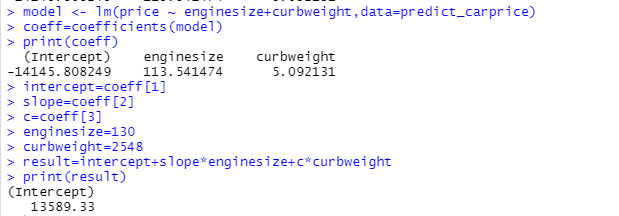 > model <- lm(price ~ enginesize+curbweight,data=predict_carprice)
> coeff=coefficients(model)
> print(coeff)
(Intercept) enginesize curbweight
-14145.808249 113.541474 5.092131
> intercept=coeff[1]
> slope=coeff[2]
> c=coeff[3]
> enginesize=130
> curbweight=2548
> result=intercept+slope*enginesize+c*curbweight
> print(result)
(Intercept)
13589.33